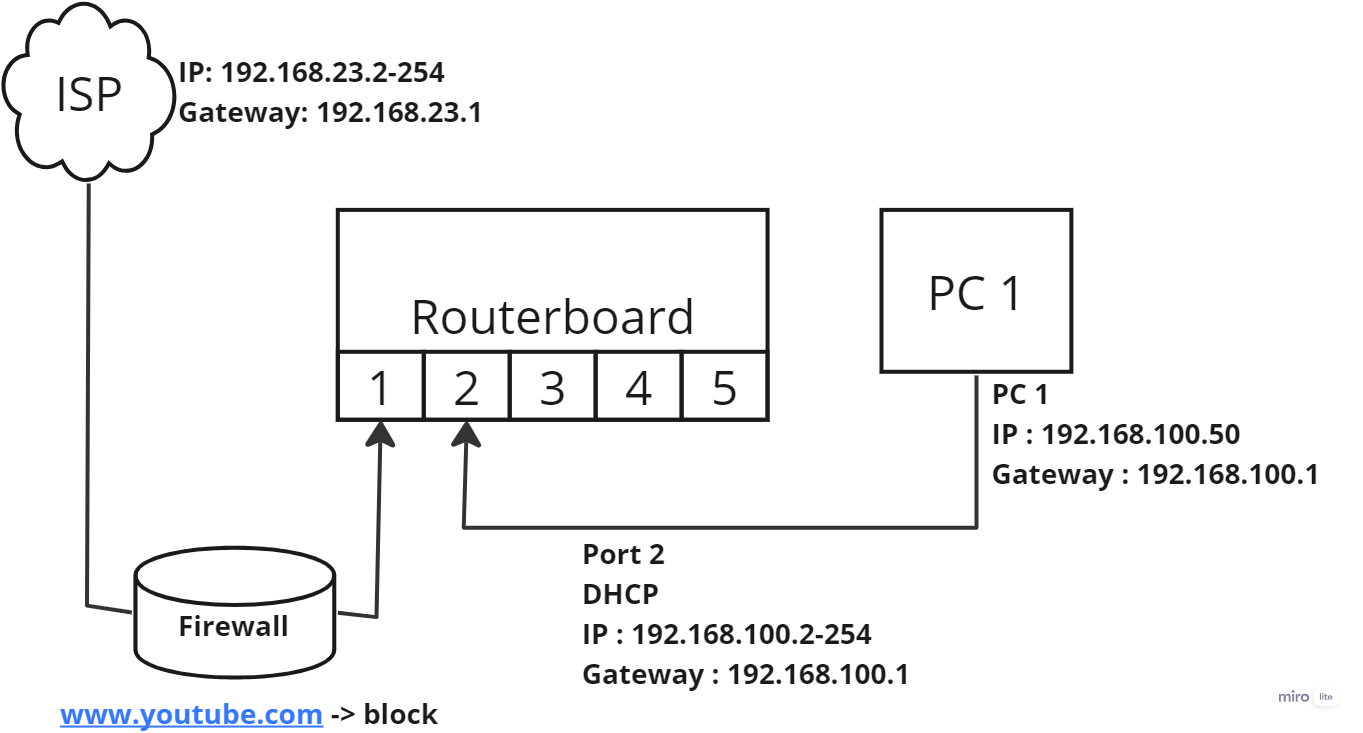 ISP
IP: 192.168.23.2-254
Gateway: 192.168.23.1
Routerboard
1 2 3 4 5
PC 1
PC 1
IP : 192.168.100.50
Gateway : 192.168.100.1
Port 2
DHCP
IP : 192.168.100.2-254
Gateway : 192.168.100.1
Firewall
www.youtube.com -> block
miro lite